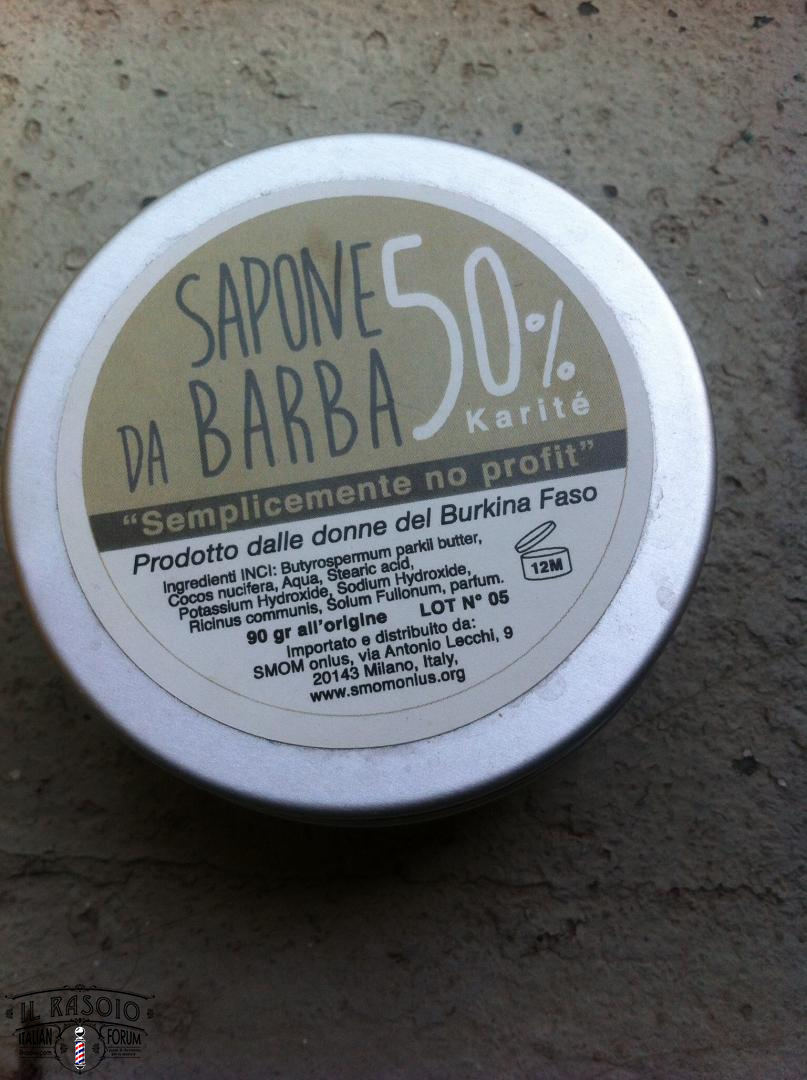 SAPONE 50%
DA BARBA
Karité
“Semplicemente no profit”
Prodotto dalle donne del Burkina Faso
Ingredienti INCI: Butyrospermum parkii butter,
Cocos nucifera, Aqua, Stearic acid,
Potassium Hydroxide, Sodium Hydroxide,
Ricinus communis, Solum Fullonum, parfum.
12M
90 gr all'origine LOT N° 05
Importato e distribuito da:
SMOM onlus, via Antonio Lecchi, 9
20143 Milano, Italy,
www.smomonlus.org
IL RASOIO
ITALIAN FORUM